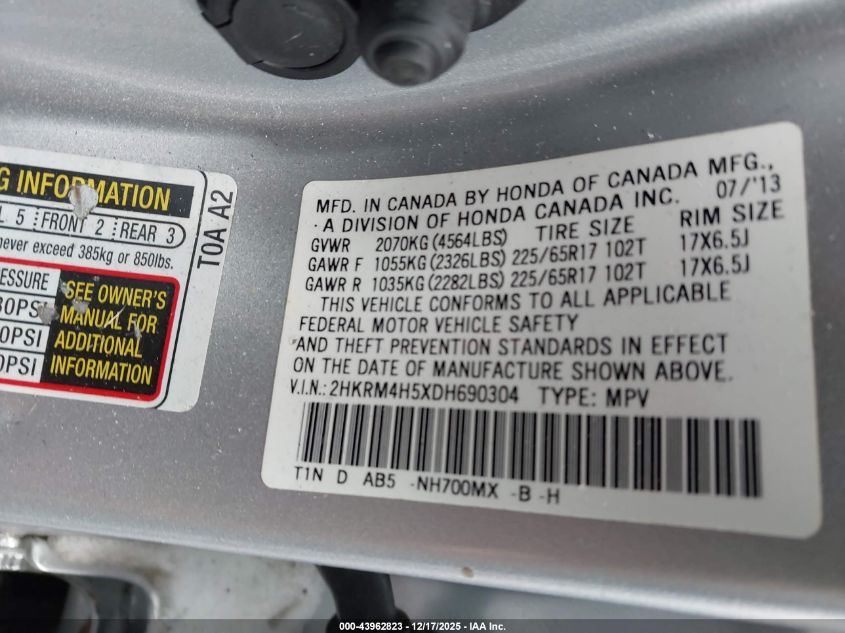 G INFORMATION
L 5 FRONT 2 REAR 3
never exceed 385kg or 850lbs.
ESSURE
30PSI
0PSI
0PSI
SEE OWNER'S
MANUAL FOR
ADDITIONAL
INFORMATION
T0A A2
MFD. IN CANADA BY HONDA OF CANADA MFG.,
A DIVISION OF HONDA CANADA INC. 07/'13
GVWR 2070KG (4564LBS) TIRE SIZE RIM SIZE
GAWR F 1055KG (2326LBS) 225/65R17 102T 17X6.5J
GAWR R 1035KG (2282LBS) 225/65R17 102T 17X6.5J
THIS VEHICLE CONFORMS TO ALL APPLICABLE
FEDERAL MOTOR VEHICLE SAFETY
AND THEFT PREVENTION STANDARDS IN EFFECT
ON THE DATE OF MANUFACTURE SHOWN ABOVE.
V.I.N.: 2HKRM4H5XDH690304 TYPE: MPV
T1N D AB5 -NH700MX -B -H
000-43962823 - 12/17/2025 - IAA Inc.